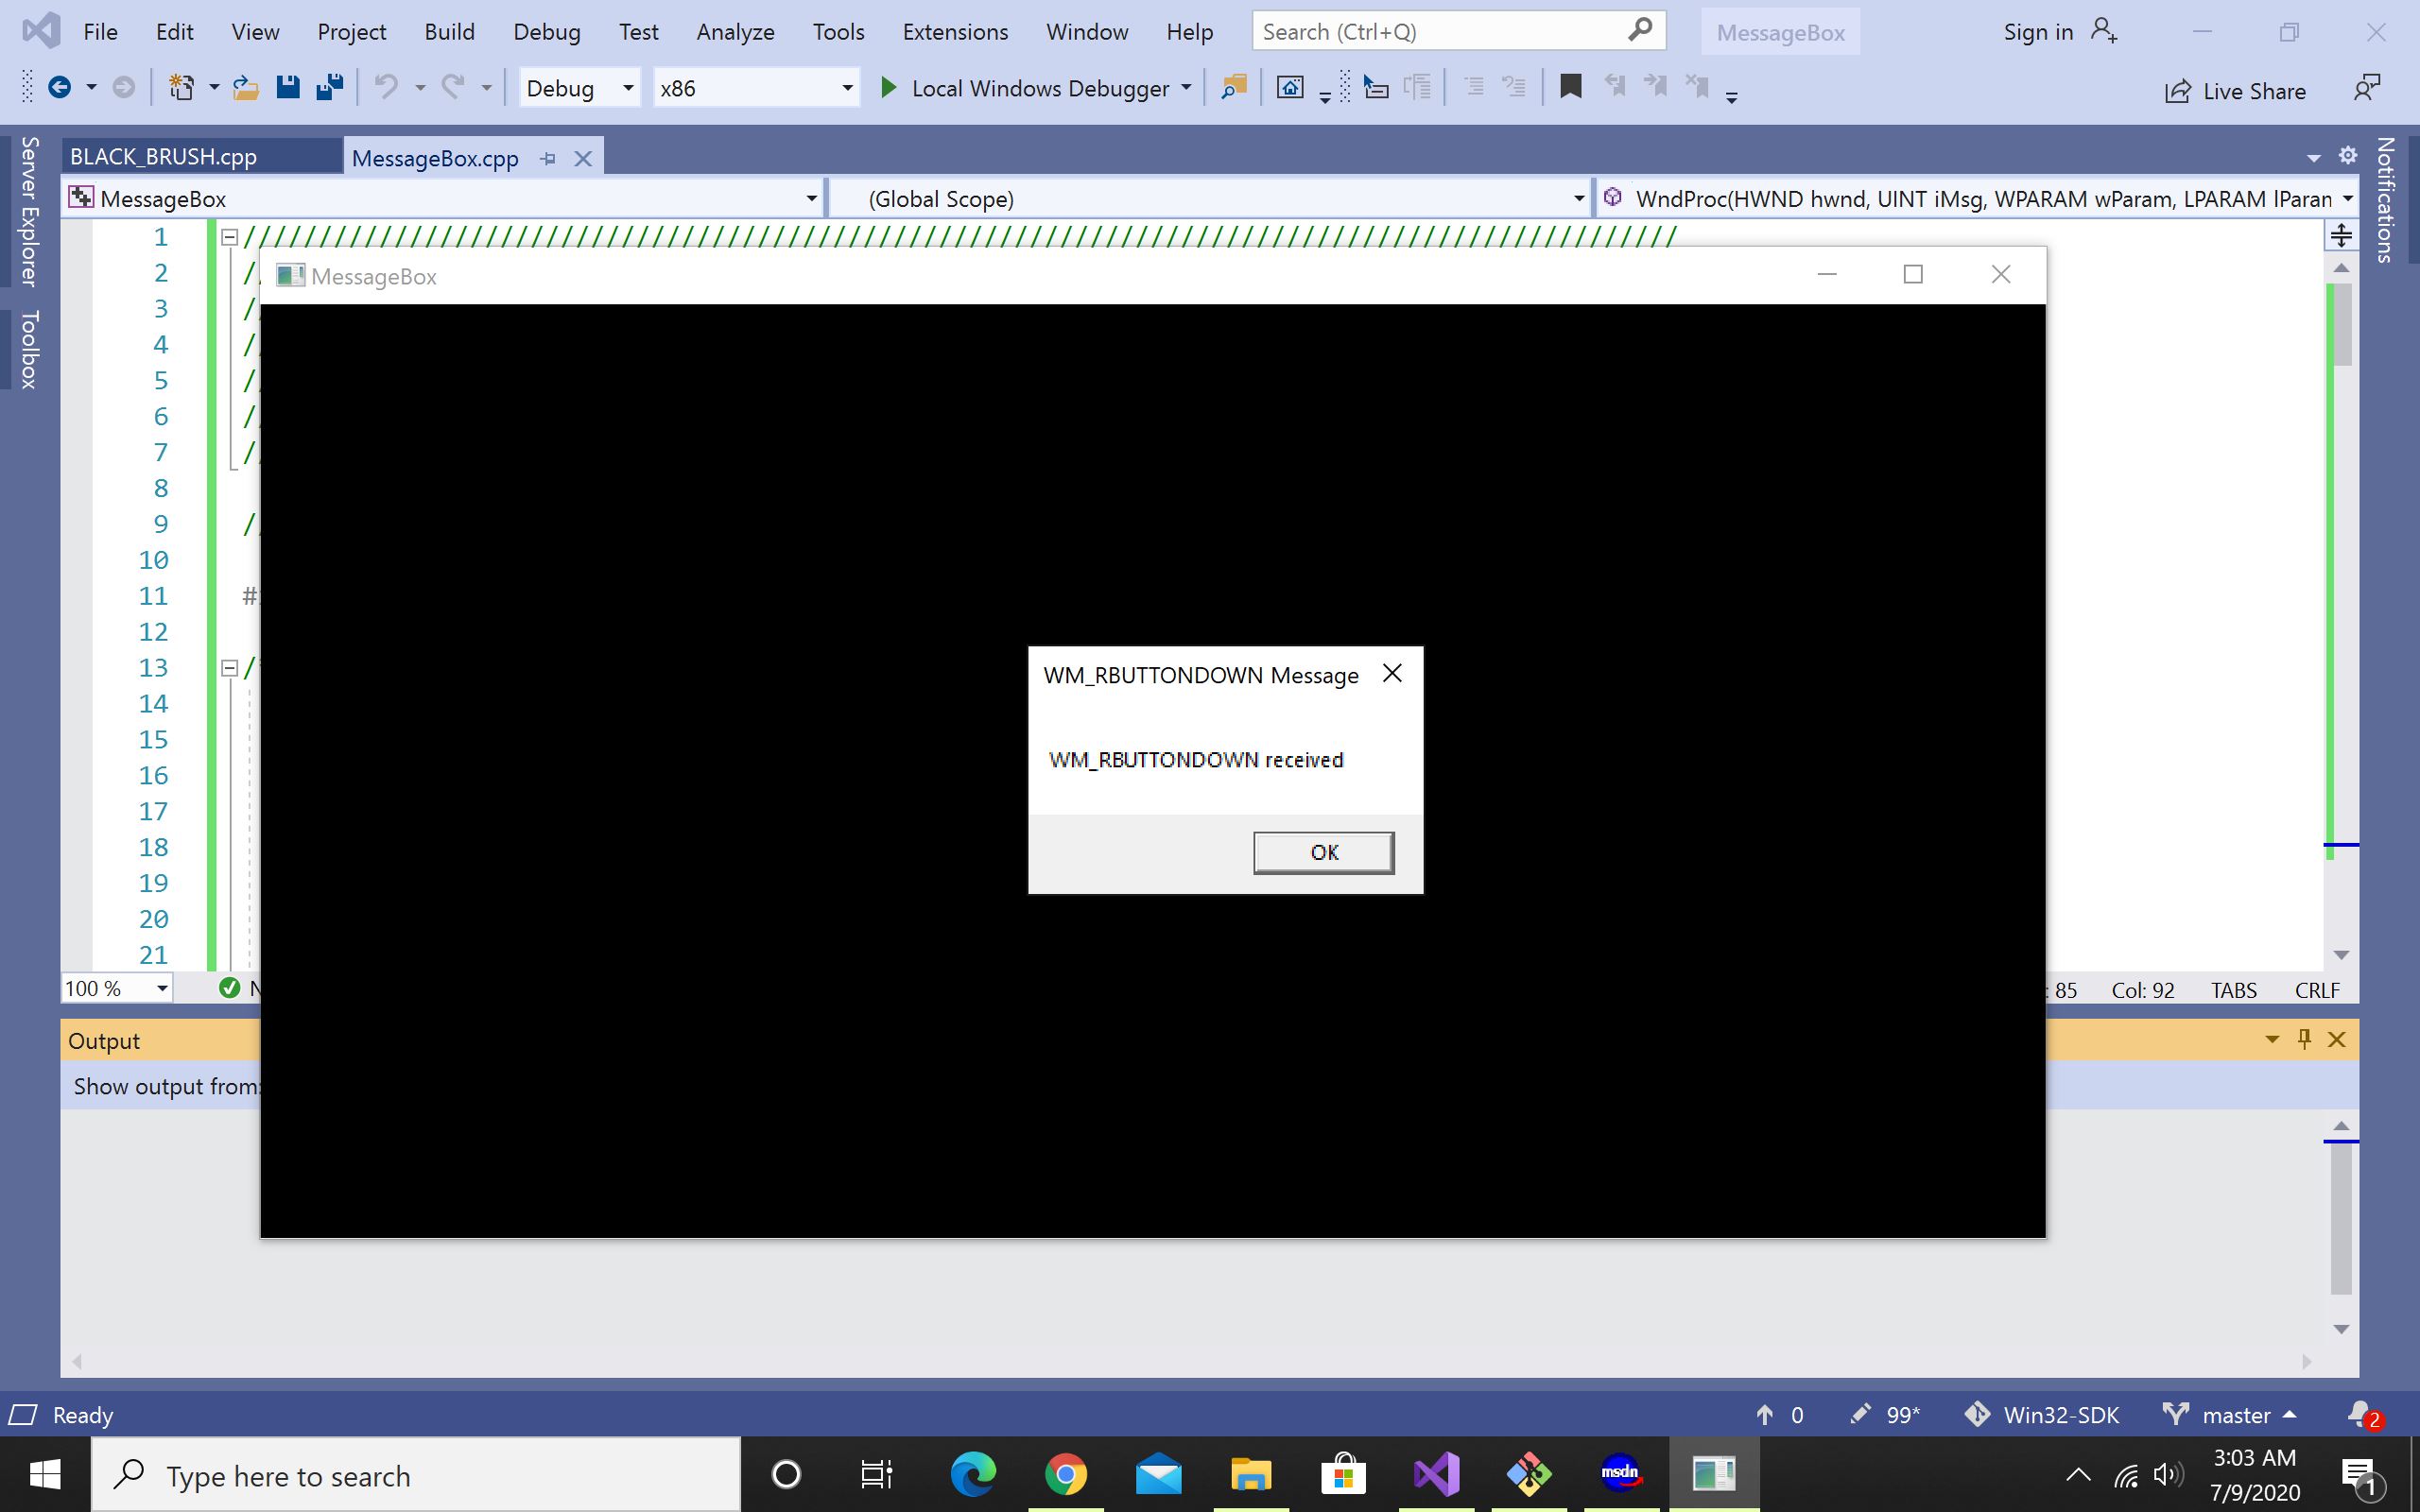 File Edit View Project Build Debug Test Analyze Tools Extensions Window Help Search (Ctrl+Q) MessageBox Sign in
Debug x86 Local Windows Debugger Live Share
Server Explorer
Toolbox
Notifications
BLACK_BRUSH.cpp MessageBox.cpp
MessageBox (Global Scope) WndProc(HWND hwnd, UINT iMsg, WPARAM wParam, LPARAM lParan
1 ///////////////////////////////////////////////////////////////////////////////////////////////
2 //
3 //
4 //
5 //
6 //
7 //
8
9 //
10
11 #
12
13 /
14
15
16
17
18
19
20
21
MessageBox
WM_RBUTTONDOWN Message
WM_RBUTTONDOWN received
OK
100 % N : 85 Col: 92 TABS CRLF
Output
Show output from:
Ready 0 99* Win32-SDK master 2
Type here to search msdn 3:03 AM
7/9/2020 1